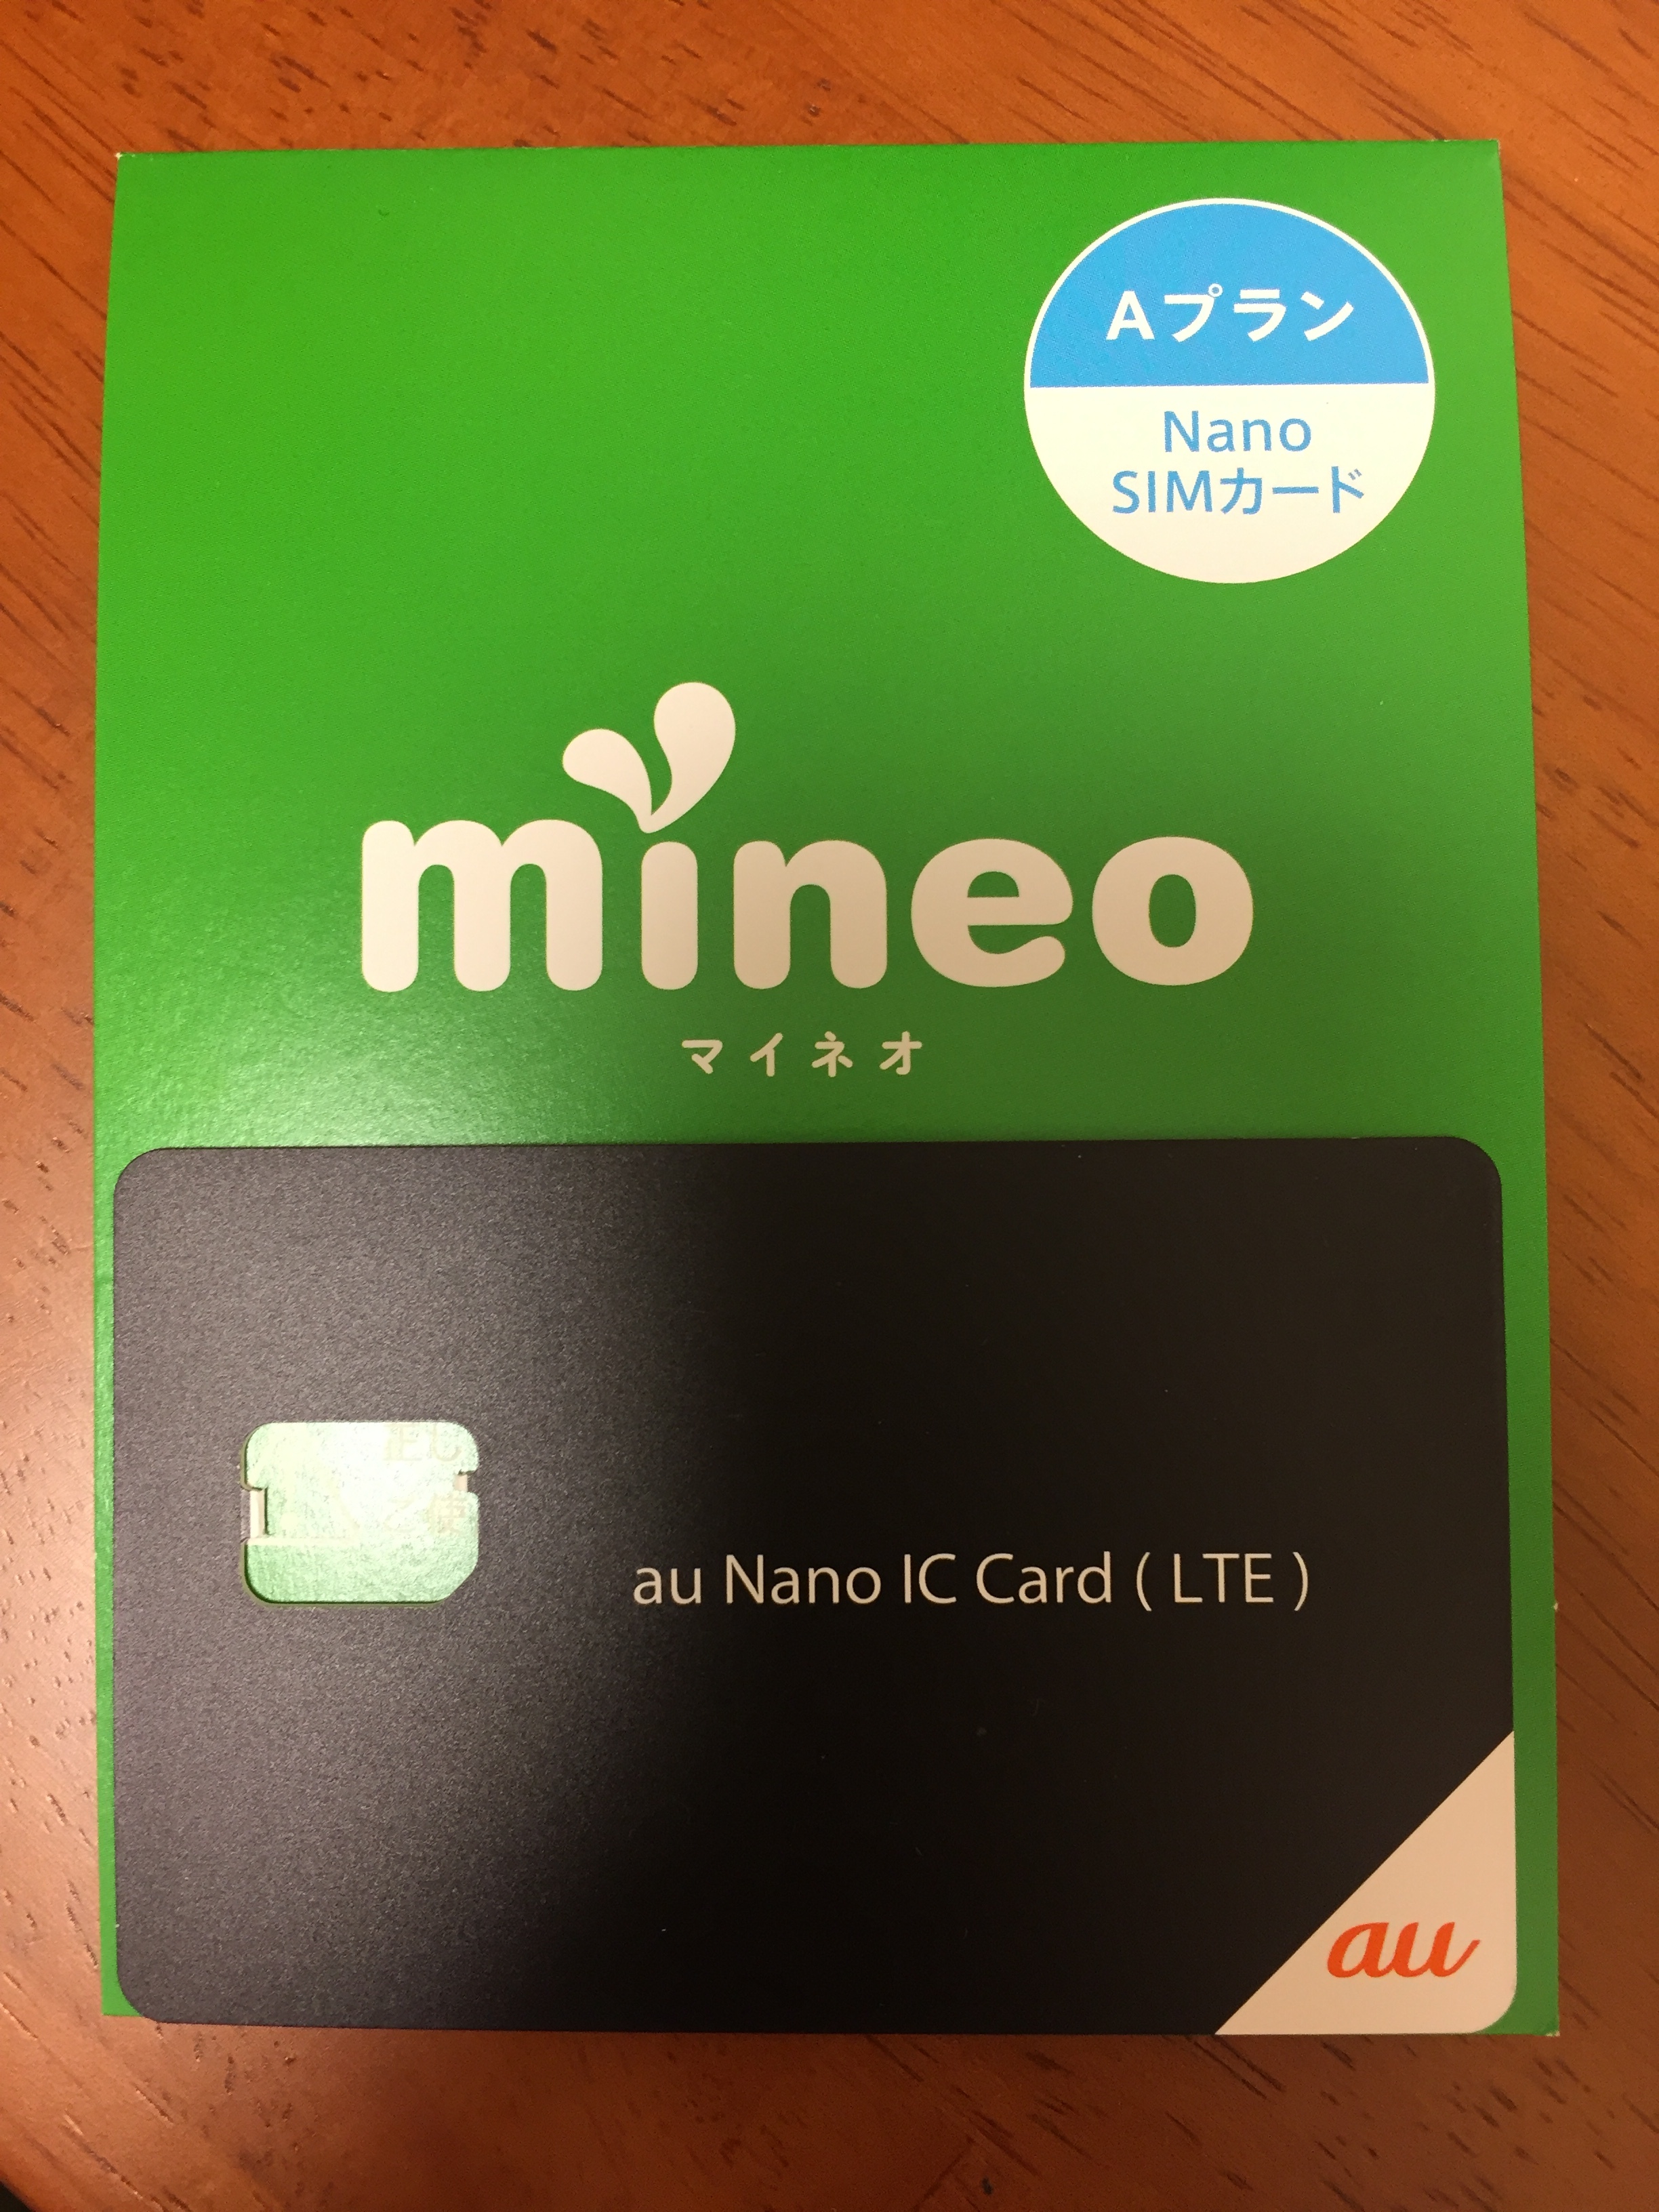 Aプラン
Nano
SIMカード
mineo
マイネオ
au Nano IC Card ( LTE )
au